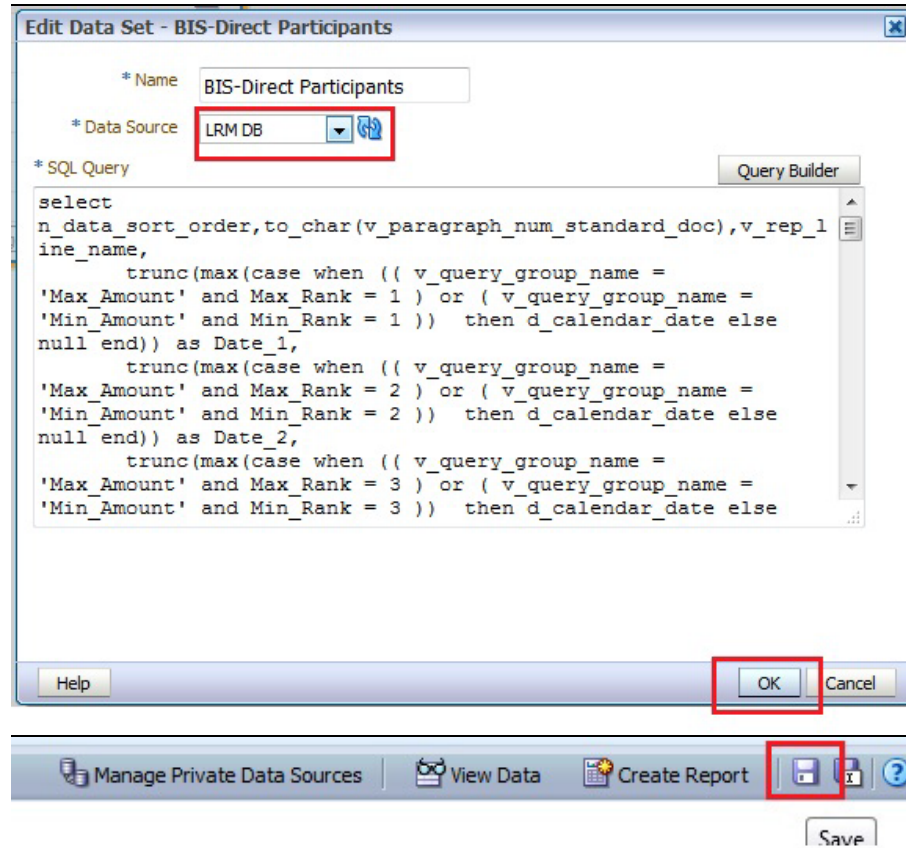 Edit Data Set - BIS-Direct Participants
* Name BIS-Direct Participants
* Data Source LRM DB
* SQL Query Query Builder
select
n_data_sort_order,to_char(v_paragraph_num_standard_doc),v_rep_l
ine_name,
trunc(max(case when (( v_query_group_name =
'Max_Amount' and Max_Rank = 1 ) or ( v_query_group_name =
'Min_Amount' and Min_Rank = 1 ))  then d_calendar_date else
null end)) as Date_1,
trunc(max(case when (( v_query_group_name =
'Max_Amount' and Max_Rank = 2 ) or ( v_query_group_name =
'Min_Amount' and Min_Rank = 2 ))  then d_calendar_date else
null end)) as Date_2,
trunc(max(case when (( v_query_group_name =
'Max_Amount' and Max_Rank = 3 ) or ( v_query_group_name =
'Min_Amount' and Min_Rank = 3 ))  then d_calendar_date else
Help OK Cancel
Manage Private Data Sources View Data Create Report
Save